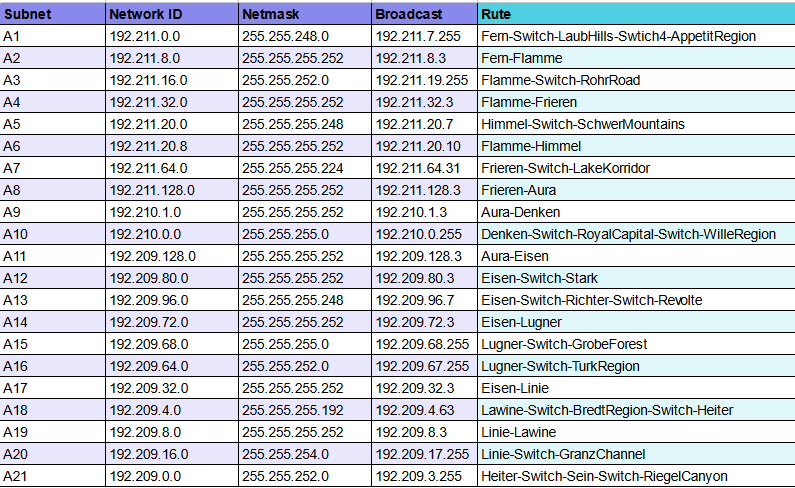 Subnet Network ID Netmask Broadcast Rute
A1 192.211.0.0 255.255.248.0 192.211.7.255 Fern-Switch-LaubHills-Swtich4-AppetitRegion
A2 192.211.8.0 255.255.255.252 192.211.8.3 Fern-Flamme
A3 192.211.16.0 255.255.252.0 192.211.19.255 Flamme-Switch-RohrRoad
A4 192.211.32.0 255.255.255.252 192.211.32.3 Flamme-Frieren
A5 192.211.20.0 255.255.255.248 192.211.20.7 Himmel-Switch-SchwerMountains
A6 192.211.20.8 255.255.255.252 192.211.20.10 Flamme-Himmel
A7 192.211.64.0 255.255.255.224 192.211.64.31 Frieren-Switch-LakeKorridor
A8 192.211.128.0 255.255.255.252 192.211.128.3 Frieren-Aura
A9 192.210.1.0 255.255.255.252 192.210.1.3 Aura-Denken
A10 192.210.0.0 255.255.255.0 192.210.0.255 Denken-Switch-RoyalCapital-Switch-WilleRegion
A11 192.209.128.0 255.255.255.252 192.209.128.3 Aura-Eisen
A12 192.209.80.0 255.255.255.252 192.209.80.3 Eisen-Switch-Stark
A13 192.209.96.0 255.255.255.248 192.209.96.7 Eisen-Switch-Richter-Switch-Revolte
A14 192.209.72.0 255.255.255.252 192.209.72.3 Eisen-Lugner
A15 192.209.68.0 255.255.255.0 192.209.68.255 Lugner-Switch-GrobeForest
A16 192.209.64.0 255.255.252.0 192.209.67.255 Lugner-Switch-TurkRegion
A17 192.209.32.0 255.255.255.252 192.209.32.3 Eisen-Linie
A18 192.209.4.0 255.255.255.192 192.209.4.63 Lawine-Switch-BredtRegion-Switch-Heiter
A19 192.209.8.0 255.255.255.252 192.209.8.3 Linie-Lawine
A20 192.209.16.0 255.255.254.0 192.209.17.255 Linie-Switch-GranzChannel
A21 192.209.0.0 255.255.252.0 192.209.3.255 Heiter-Switch-Sein-Switch-RiegelCanyon